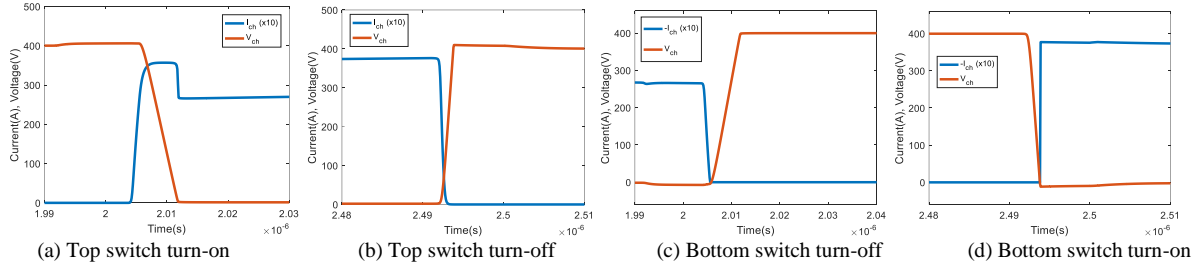 500
400
300
200
100
0
Current(A), Voltage(V)
I_ch (x10)
V_ch
1.99 2 2.01 2.02 2.03
Time(s)
×10^-6
(a) Top switch turn-on
500
400
300
200
100
0
Current(A), Voltage(V)
I_ch (x10)
V_ch
2.48 2.49 2.5 2.51
Time(s)
×10^-6
(b) Top switch turn-off
400
300
200
100
0
Current(A), Voltage(V)
-I_ch (x10)
V_ch
1.99 2 2.01 2.02 2.03 2.04
Time(s)
×10^-6
(c) Bottom switch turn-off
400
300
200
100
0
Current(A), Voltage(V)
-I_ch (x10)
V_ch
2.48 2.49 2.5 2.51
Time(s)
×10^-6
(d) Bottom switch turn-on